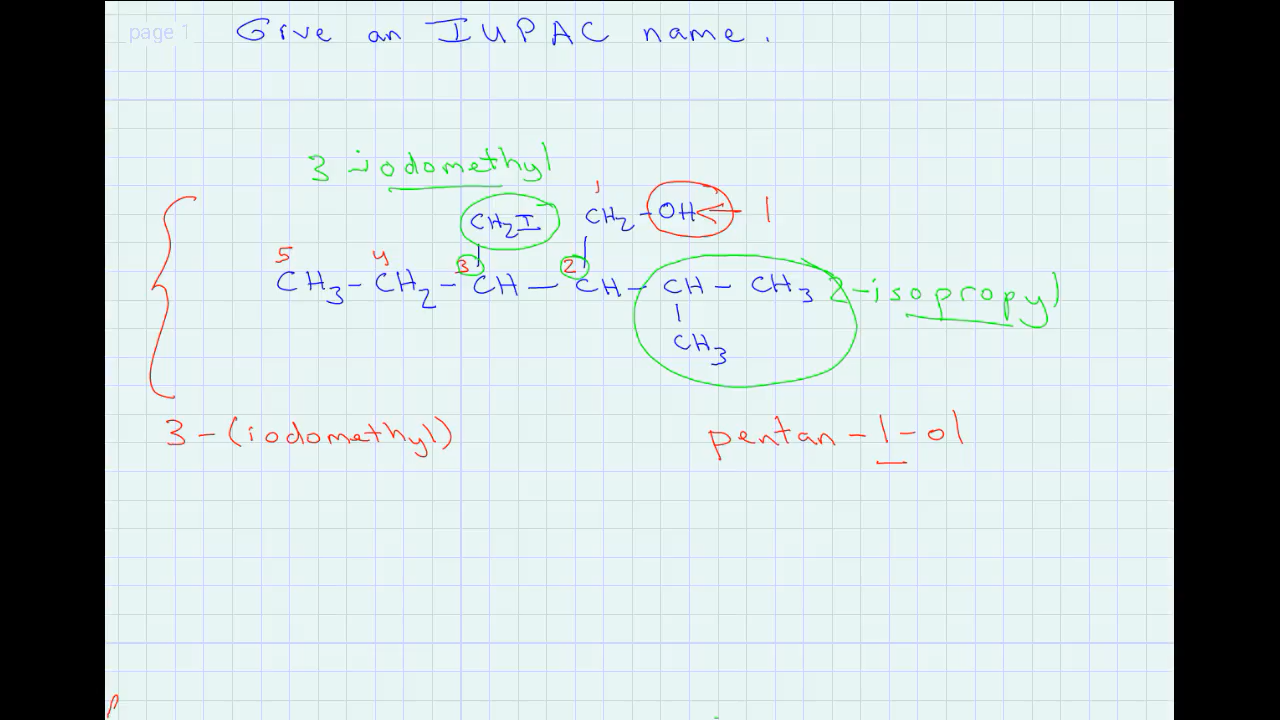 page 1
Give an IUPAC name.
3-iodomethyl
1
CH2I CH2-OH 1
5 4 3 2
CH3-CH2-CH-CH-CH-CH3 2-isopropyl
CH3
3-(iodomethyl) pentan-1-ol